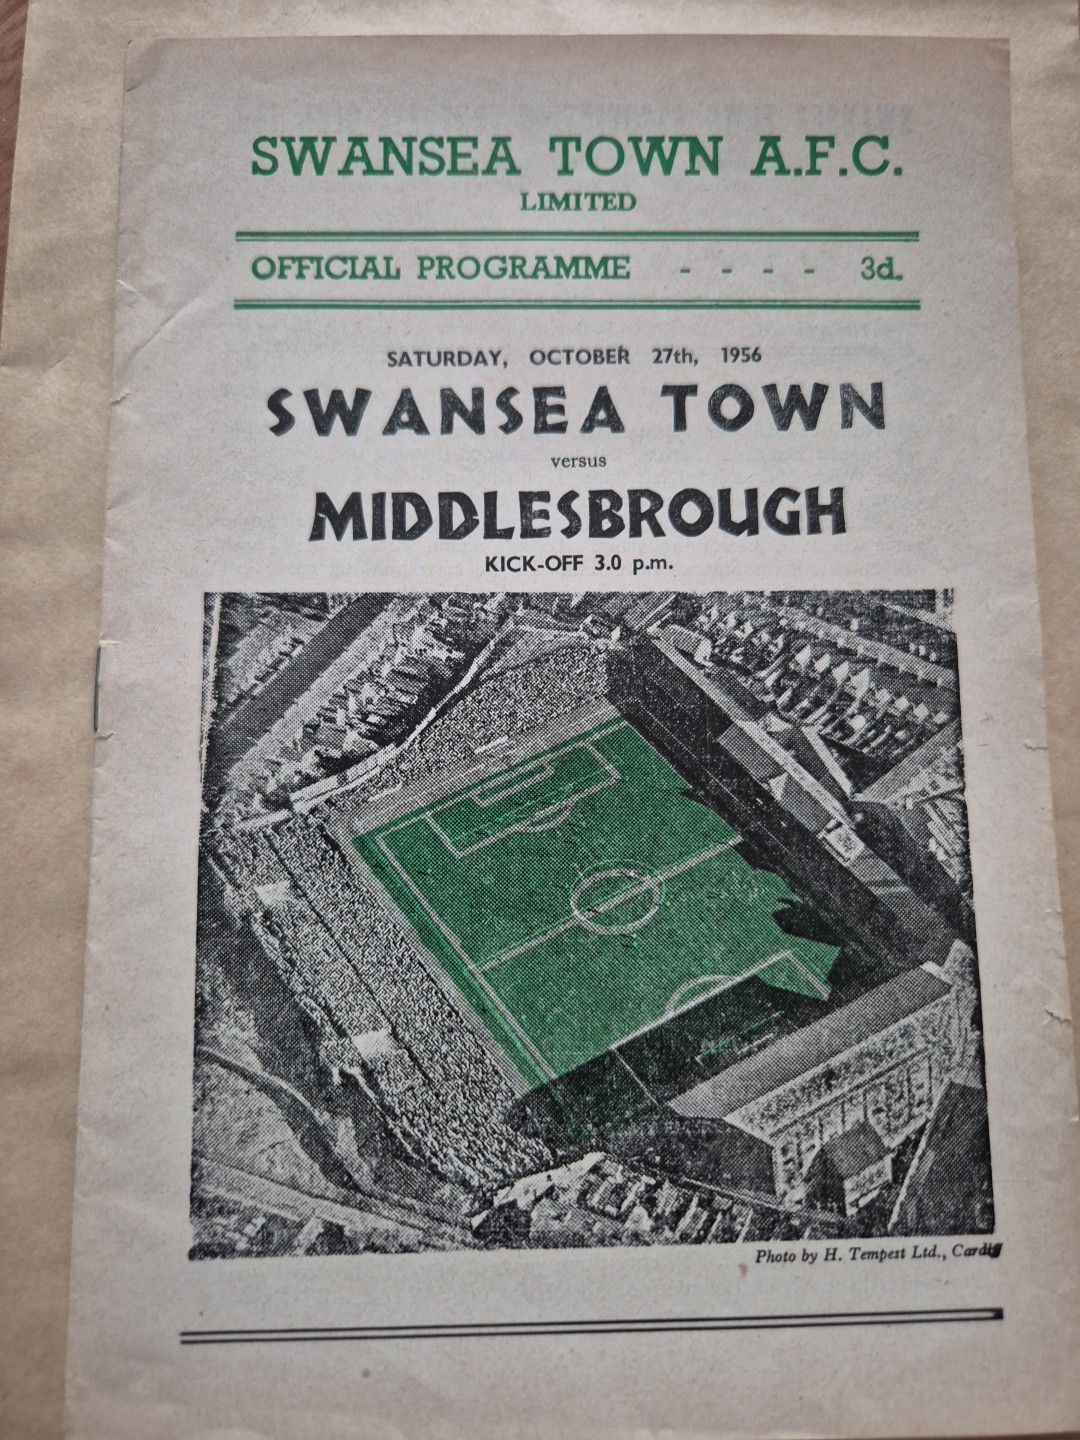 SWANSEA TOWN A.F.C.
LIMITED
OFFICIAL PROGRAMME - - - - 3d.
SATURDAY, OCTOBER 27th, 1956
SWANSEA TOWN
versus
MIDDLESBROUGH
KICK-OFF 3.0 p.m.
Photo by H. Tempest Ltd., Cardiff